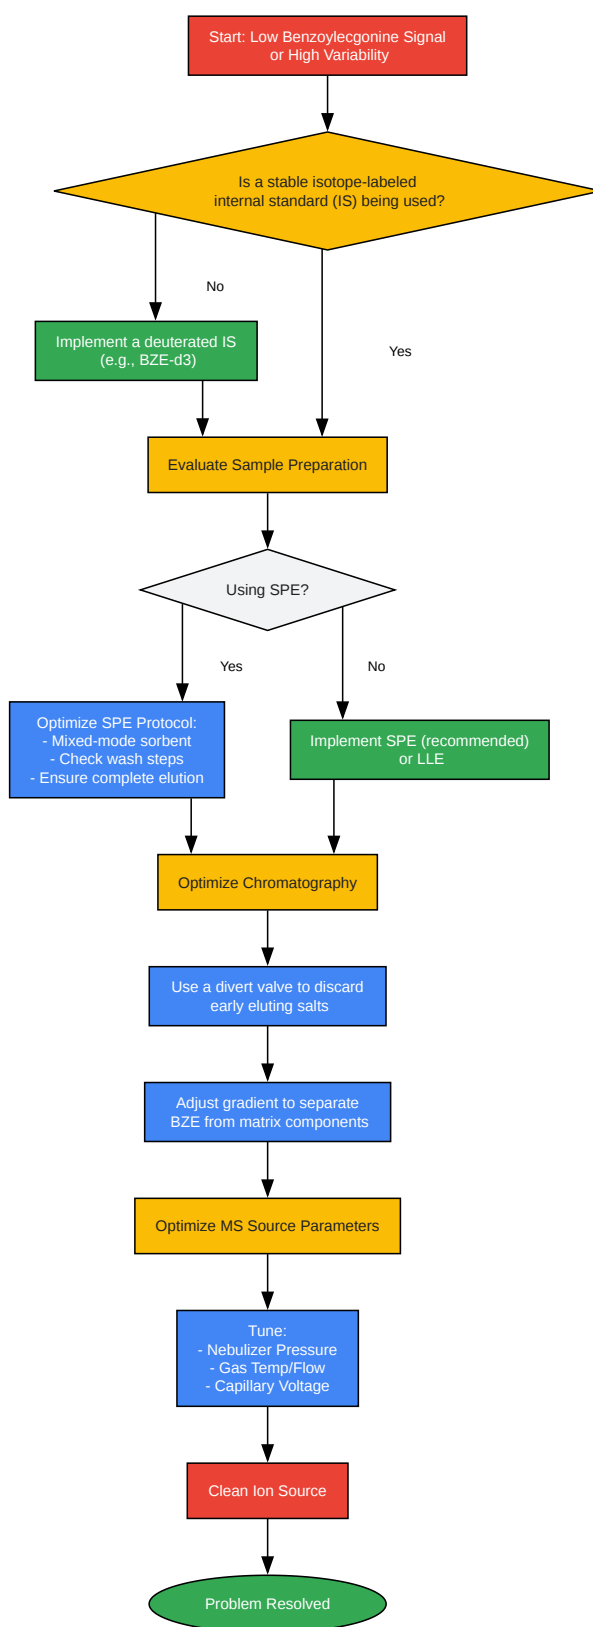 Start: Low Benzoylecgonine Signal
or High Variability
Is a stable isotope-labeled
internal standard (IS) being used?
No
Implement a deuterated IS
(e.g., BZE-d3)
Yes
Evaluate Sample Preparation
Using SPE?
Yes
No
Optimize SPE Protocol:
- Mixed-mode sorbent
- Check wash steps
- Ensure complete elution
Implement SPE (recommended)
or LLE
Optimize Chromatography
Use a divert valve to discard
early eluting salts
Adjust gradient to separate
BZE from matrix components
Optimize MS Source Parameters
Tune:
- Nebulizer Pressure
- Gas Temp/Flow
- Capillary Voltage
Clean Ion Source
Problem Resolved